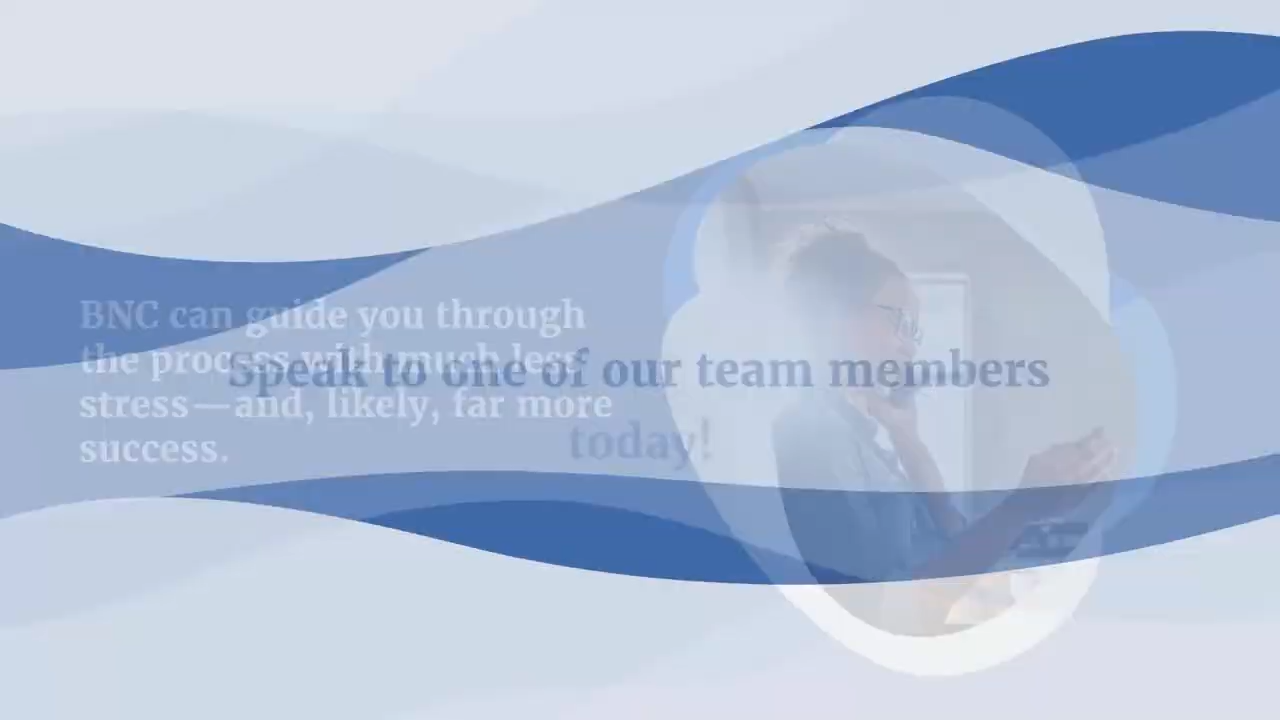 BNC can guide you through
the process with much less
stress—and, likely, far more
success.
Speak to one of our team members
today!